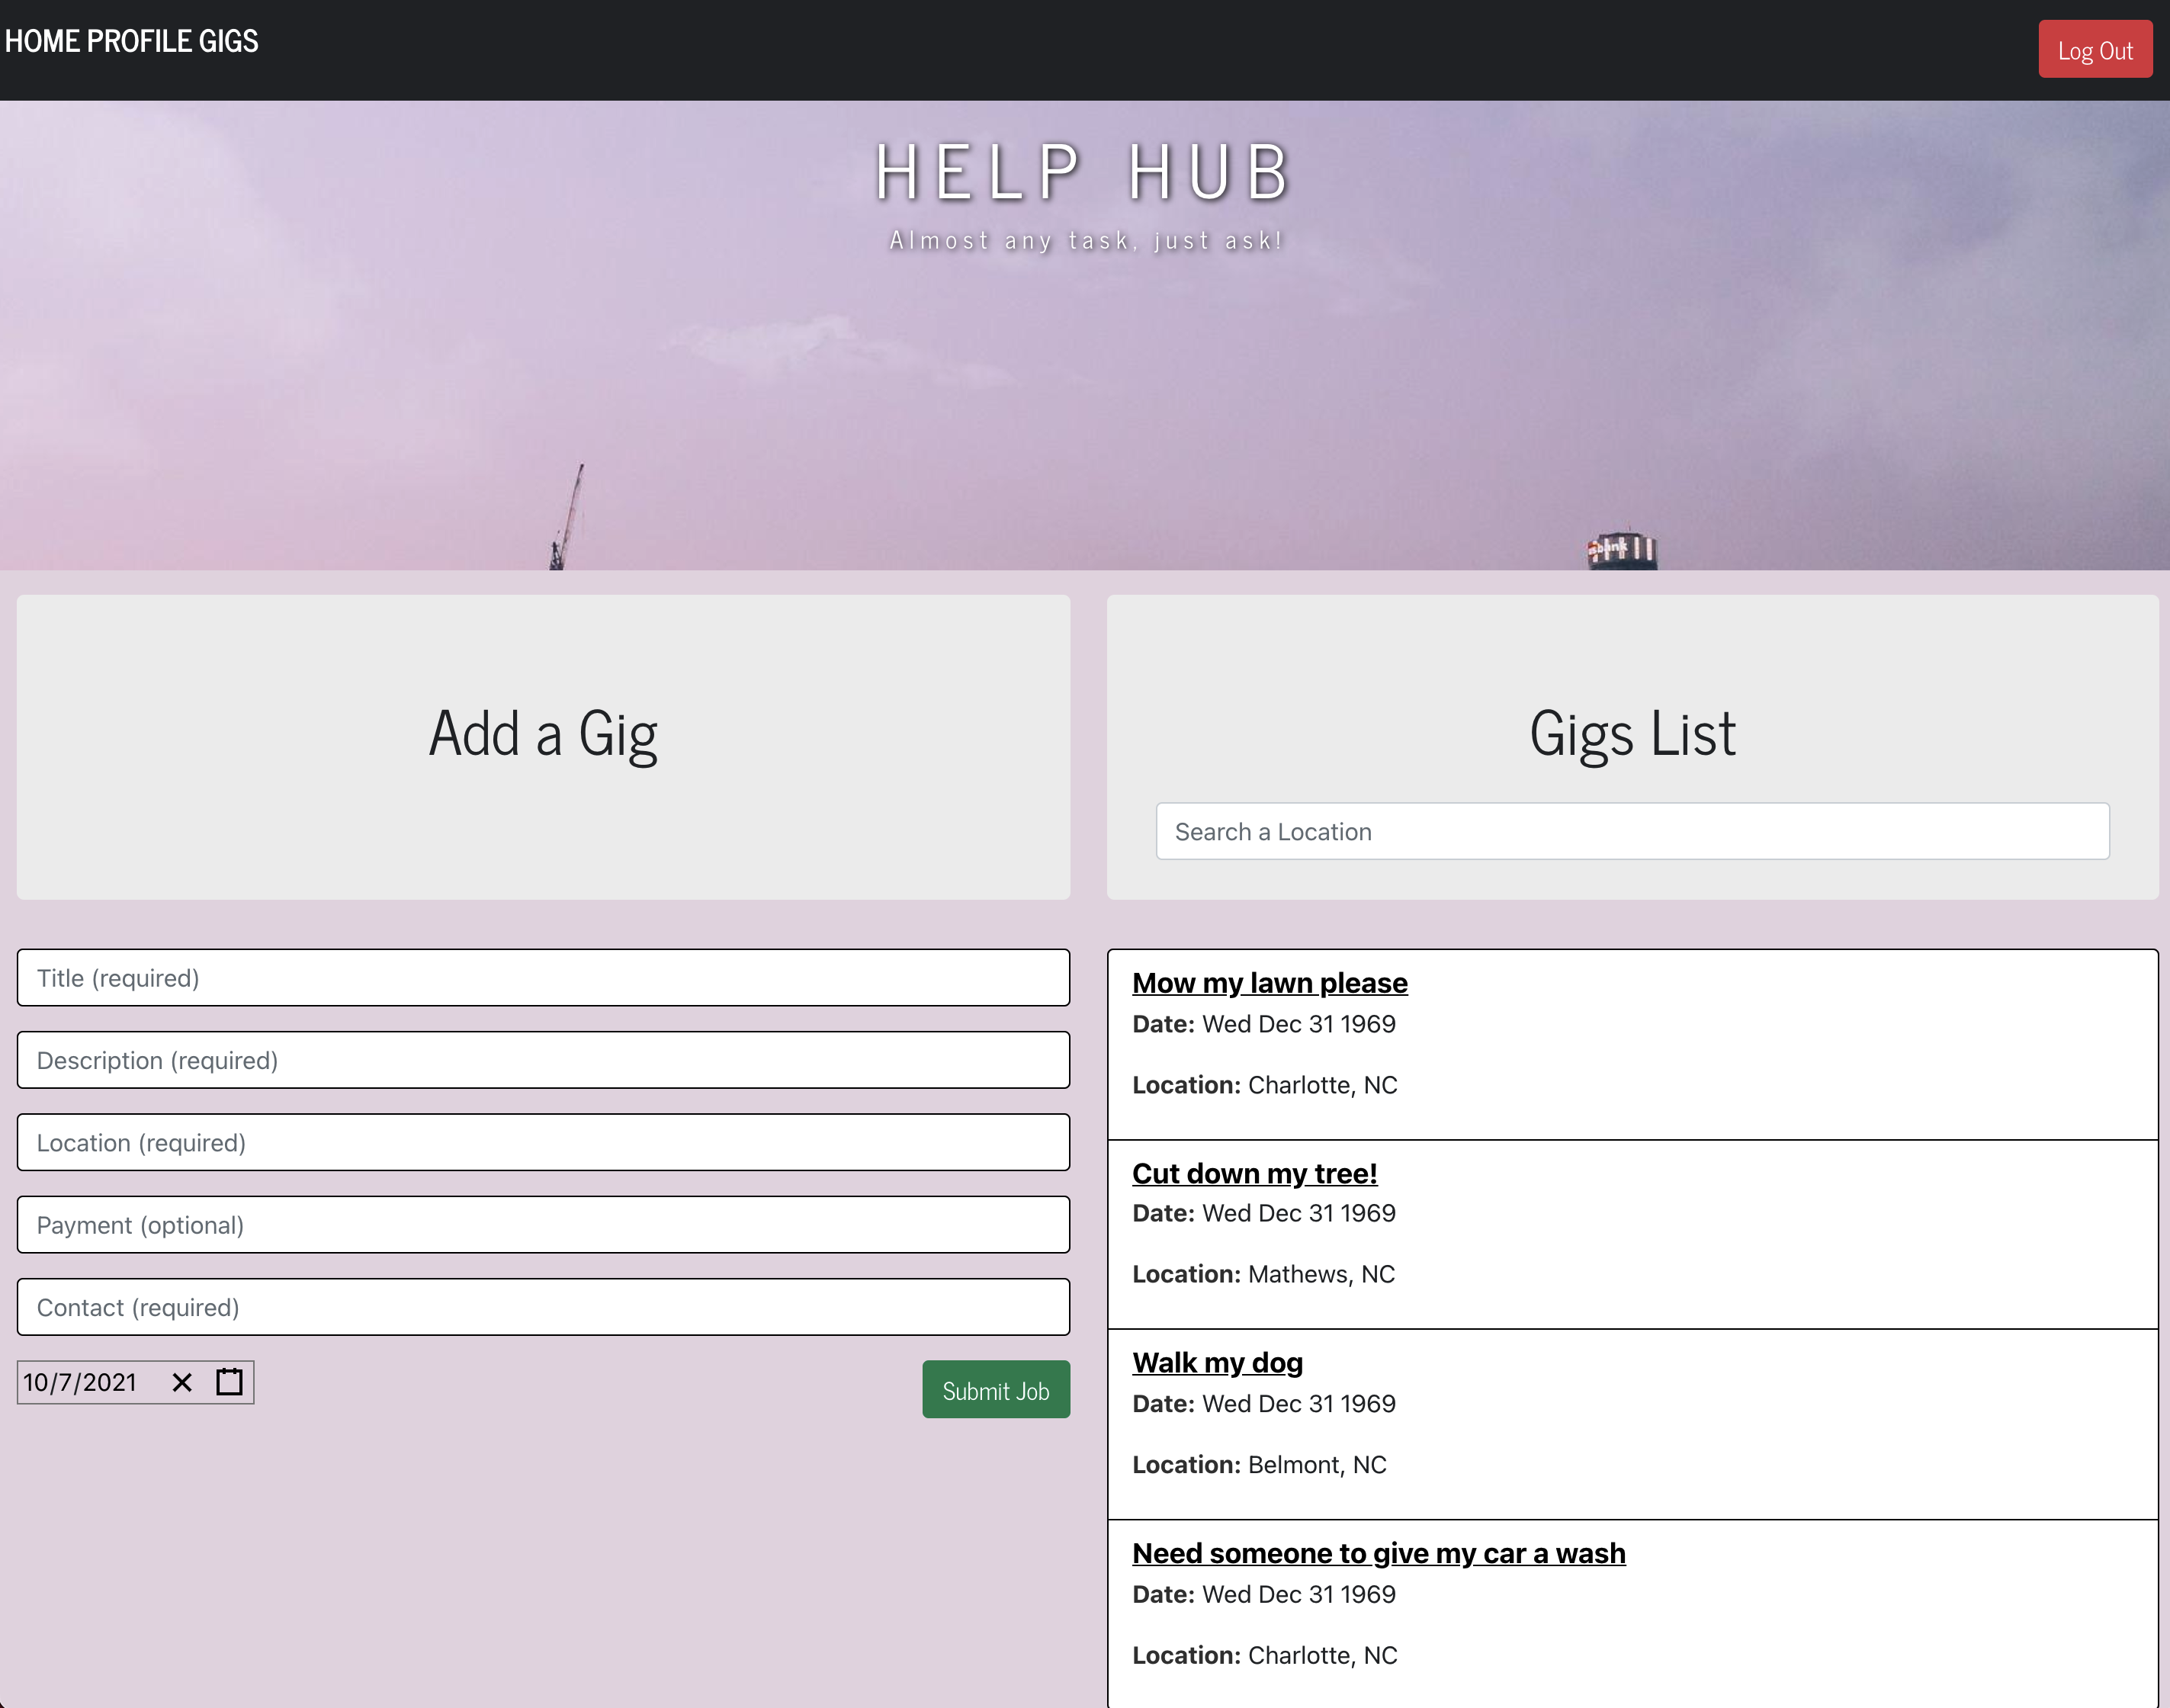 HOME PROFILE GIGS
Log Out
HELP HUB
Almost any task, just ask!
usbank
Add a Gig
Gigs List
Search a Location
Title (required)
Description (required)
Location (required)
Payment (optional)
Contact (required)
10/7/2021
Submit Job
Mow my lawn please
Date: Wed Dec 31 1969
Location: Charlotte, NC
Cut down my tree!
Date: Wed Dec 31 1969
Location: Mathews, NC
Walk my dog
Date: Wed Dec 31 1969
Location: Belmont, NC
Need someone to give my car a wash
Date: Wed Dec 31 1969
Location: Charlotte, NC